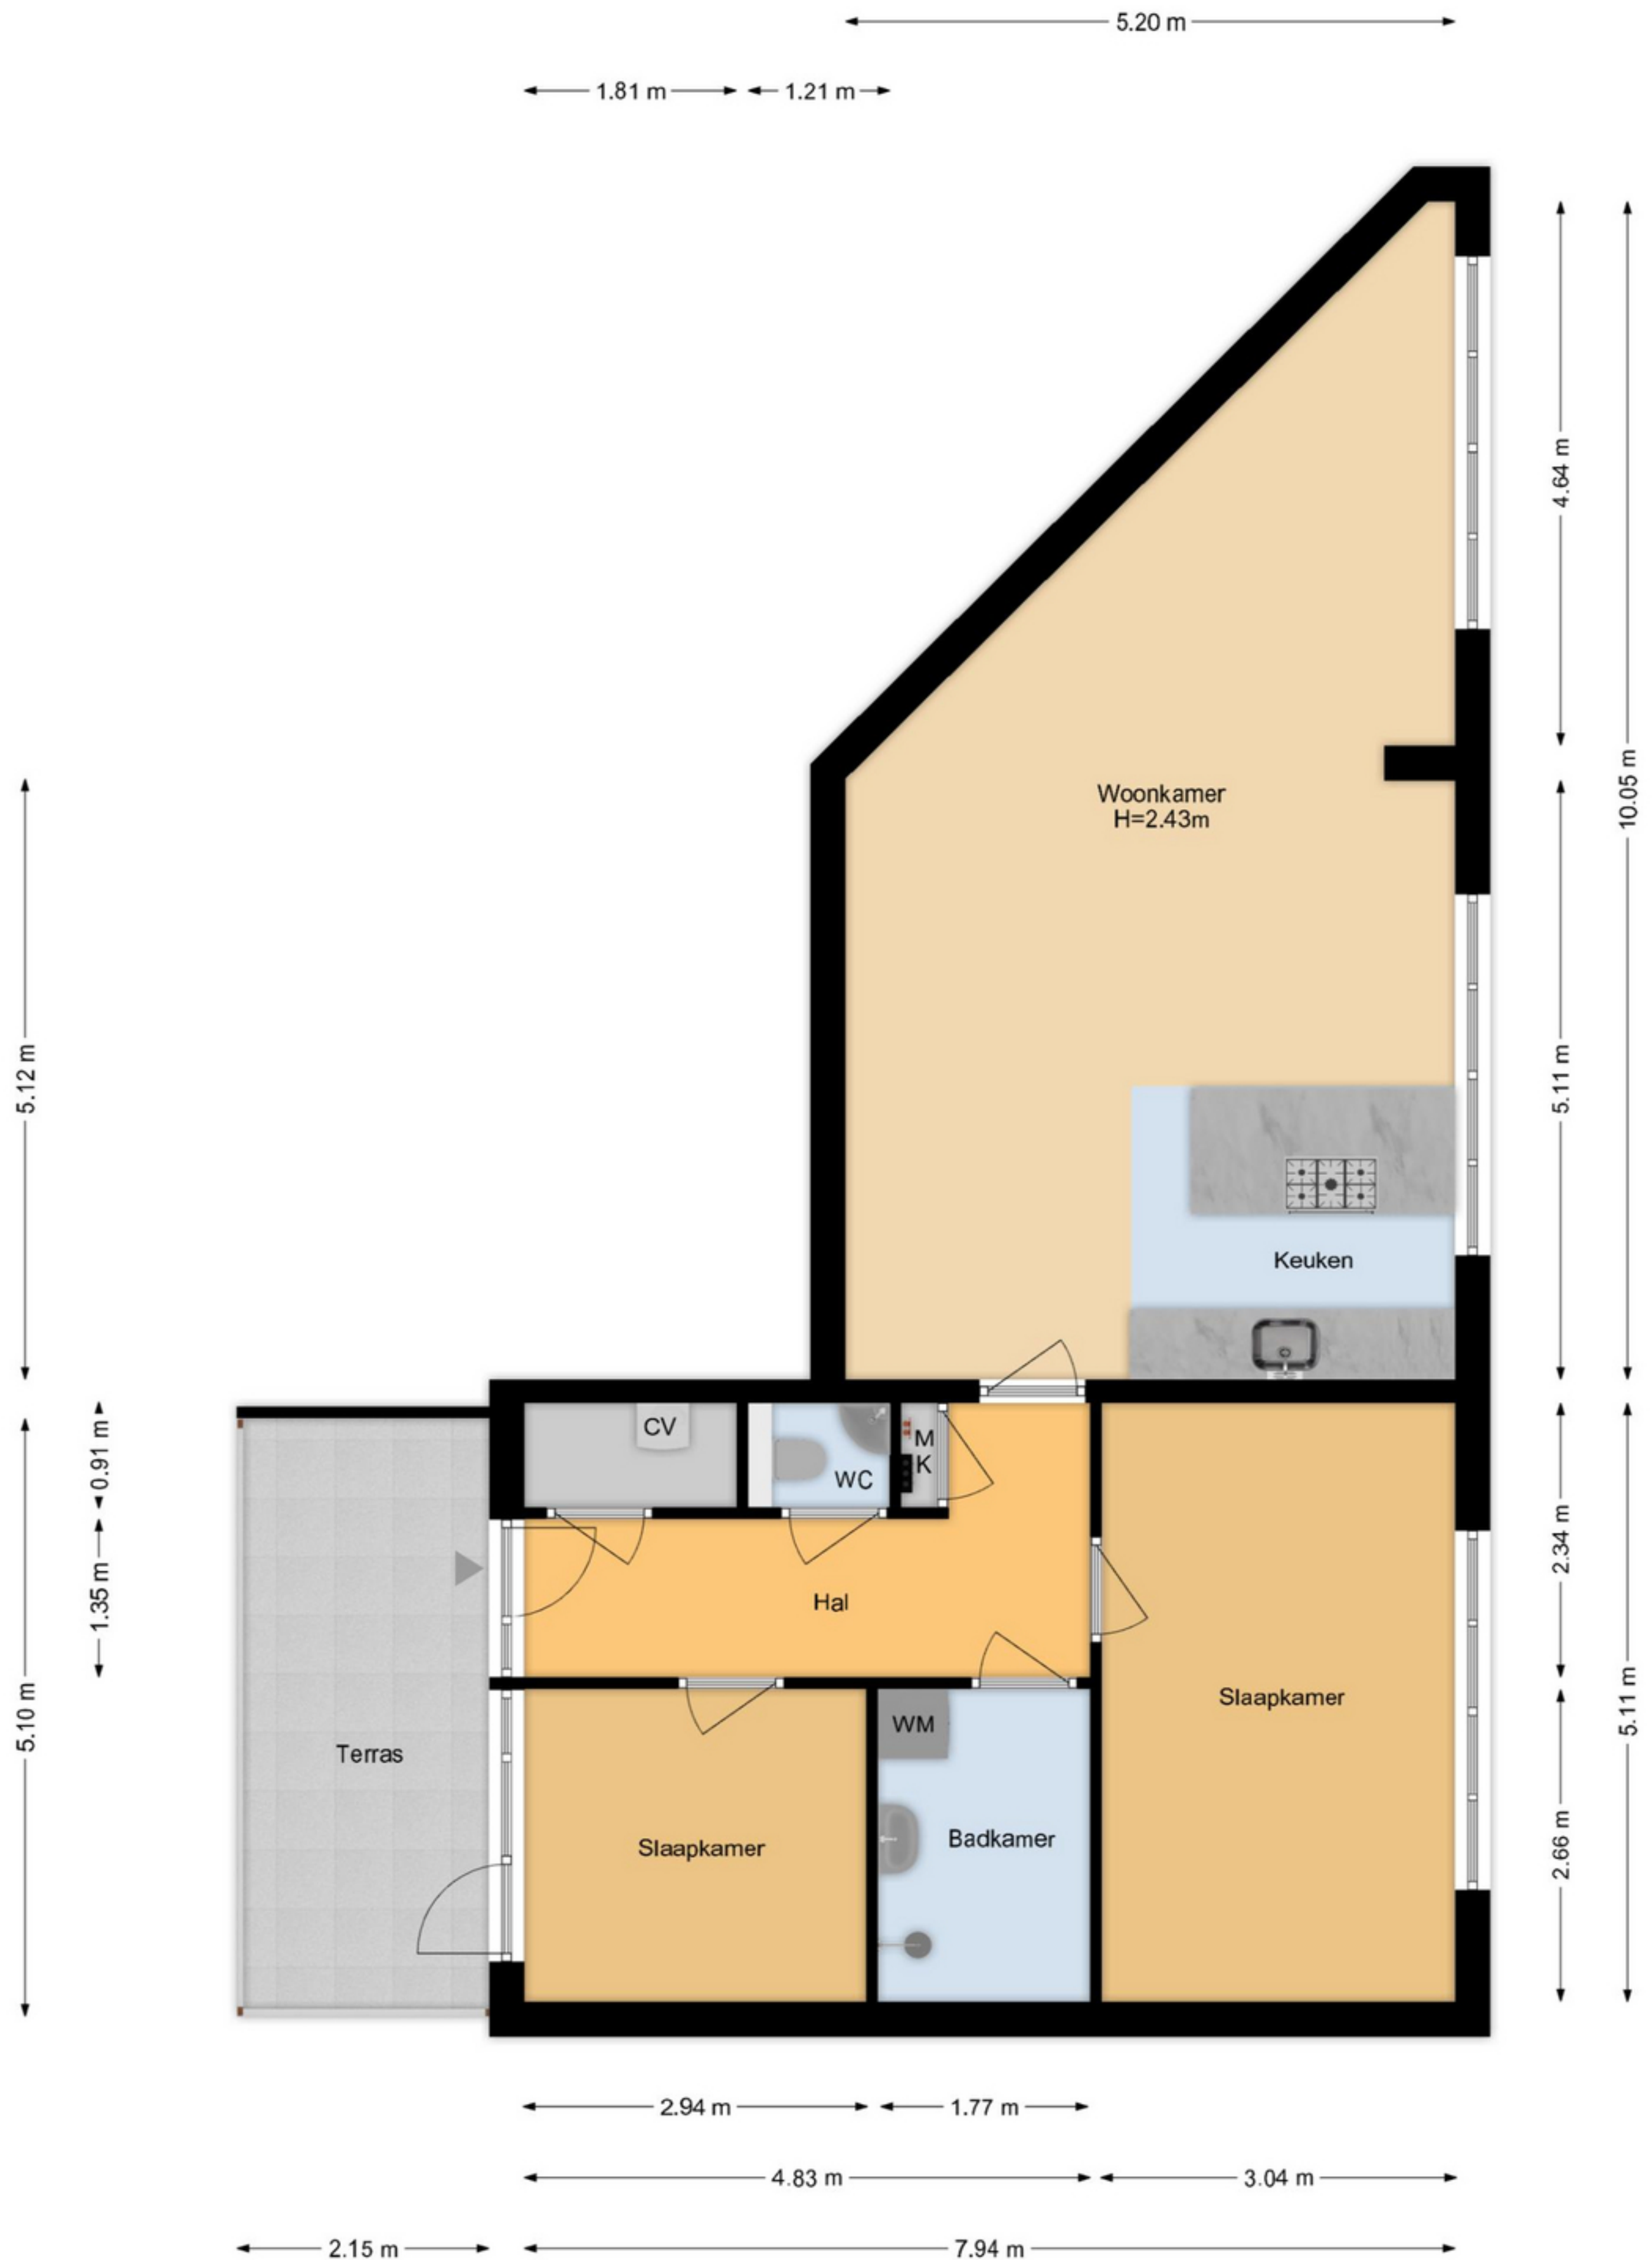 5.20 m
1.81 m
1.21 m
4.64 m
10.05 m
Woonkamer
H=2.43m
5.12 m
5.11 m
Keuken
0.91 m
CV
WC
M
K
1.35 m
2.34 m
Hal
5.10 m
Terras
Slaapkamer
5.11 m
WM
Slaapkamer
Badkamer
2.66 m
2.94 m
1.77 m
4.83 m
3.04 m
2.15 m
7.94 m